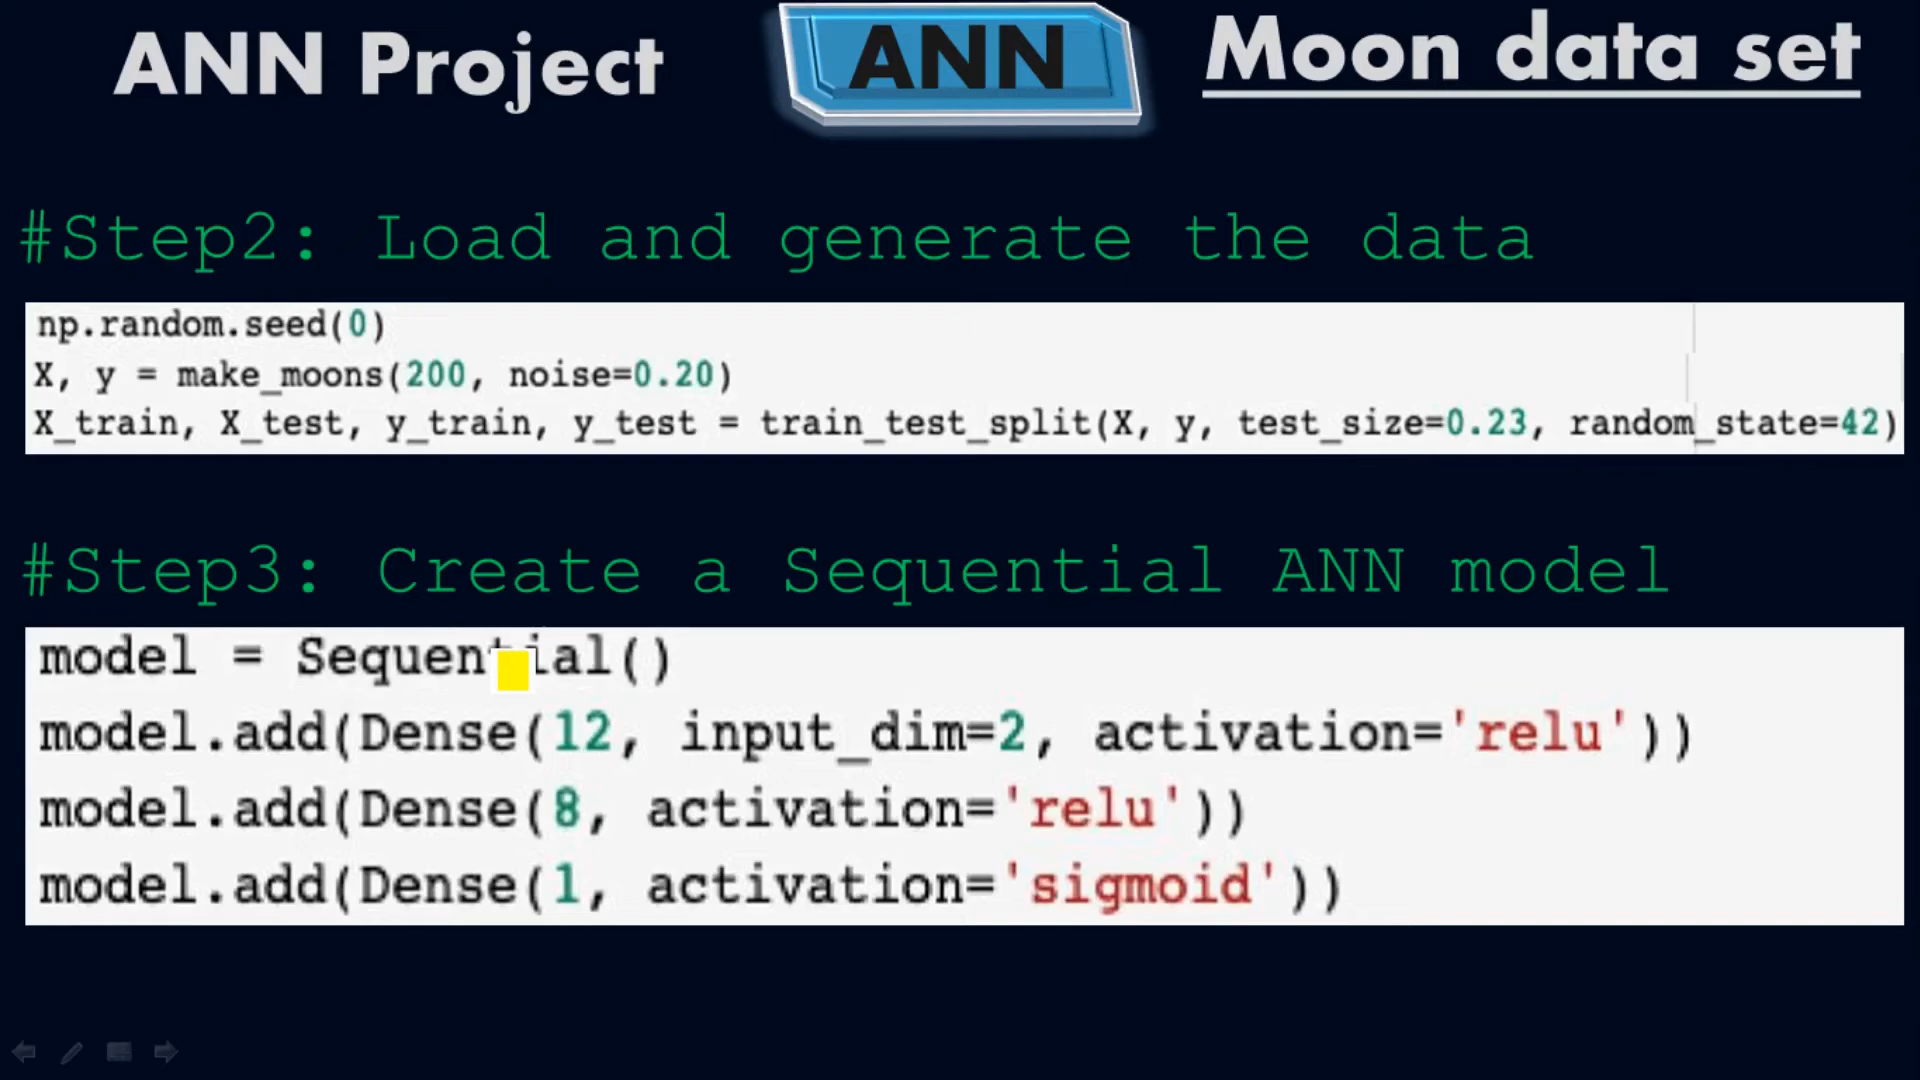 ANN Project
ANN
Moon data set
#Step2: Load and generate the data
np.random.seed(0)
X, y = make_moons(200, noise=0.20)
X_train, X_test, y_train, y_test = train_test_split(X, y, test_size=0.23, random_state=42)
#Step3: Create a Sequential ANN model
model = Sequential()
model.add(Dense(12, input_dim=2, activation='relu'))
model.add(Dense(8, activation='relu'))
model.add(Dense(1, activation='sigmoid'))